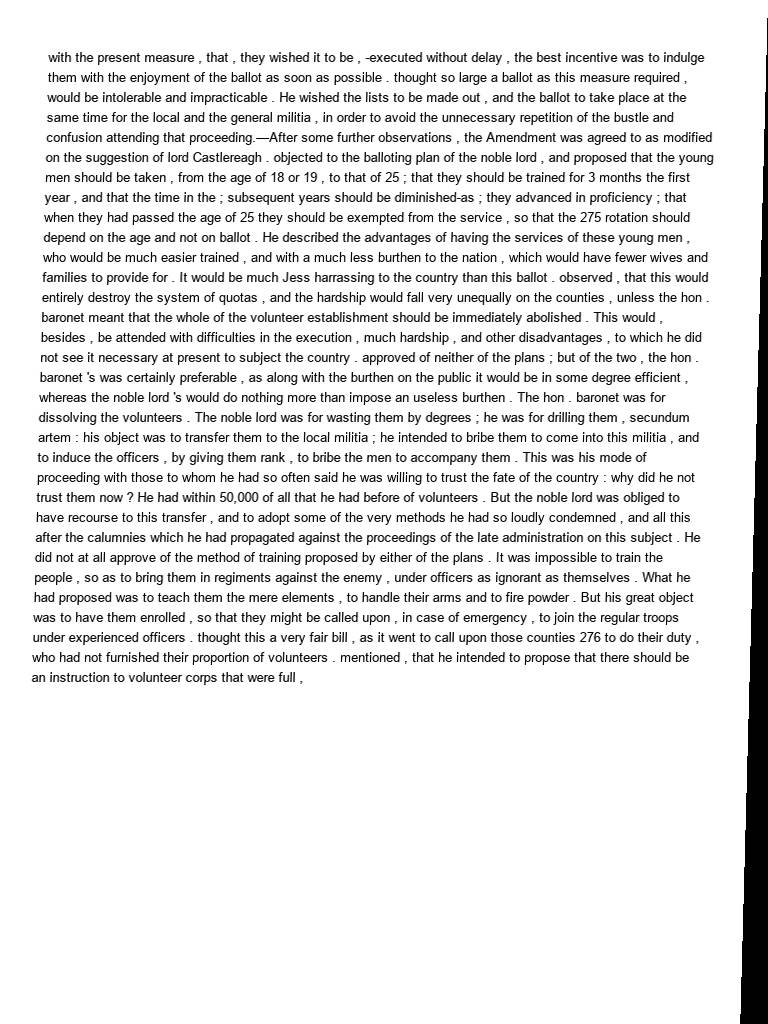 with the present measure , that , they wished it to be , -executed without delay , the best incentive was to indulge
them with the enjoyment of the ballot as soon as possible . thought so large a ballot as this measure required ,
would be intolerable and impracticable . He wished the lists to be made out , and the ballot to take place at the
same time for the local and the general militia , in order to avoid the unnecessary repetition of the bustle and
confusion attending that proceeding.—After some further observations , the Amendment was agreed to as modified
on the suggestion of lord Castlereagh . objected to the balloting plan of the noble lord , and proposed that the young
men should be taken , from the age of 18 or 19 , to that of 25 ; that they should be trained for 3 months the first
year , and that the time in the ; subsequent years should be diminished-as ; they advanced in proficiency ; that
when they had passed the age of 25 they should be exempted from the service , so that the 275 rotation should
depend on the age and not on ballot . He described the advantages of having the services of these young men ,
who would be much easier trained , and with a much less burthen to the nation , which would have fewer wives and
families to provide for . It would be much Jess harrassing to the country than this ballot . observed , that this would
entirely destroy the system of quotas , and the hardship would fall very unequally on the counties , unless the hon .
baronet meant that the whole of the volunteer establishment should be immediately abolished . This would ,
besides , be attended with difficulties in the execution , much hardship , and other disadvantages , to which he did
not see it necessary at present to subject the country . approved of neither of the plans ; but of the two , the hon .
baronet 's was certainly preferable , as along with the burthen on the public it would be in some degree efficient ,
whereas the noble lord 's would do nothing more than impose an useless burthen . The hon . baronet was for
dissolving the volunteers . The noble lord was for wasting them by degrees ; he was for drilling them , secundum
artem : his object was to transfer them to the local militia ; he intended to bribe them to come into this militia , and
to induce the officers , by giving them rank , to bribe the men to accompany them . This was his mode of
proceeding with those to whom he had so often said he was willing to trust the fate of the country : why did he not
trust them now ? He had within 50,000 of all that he had before of volunteers . But the noble lord was obliged to
have recourse to this transfer , and to adopt some of the very methods he had so loudly condemned , and all this
after the calumnies which he had propagated against the proceedings of the late administration on this subject . He
did not at all approve of the method of training proposed by either of the plans . It was impossible to train the
people , so as to bring them in regiments against the enemy , under officers as ignorant as themselves . What he
had proposed was to teach them the mere elements , to handle their arms and to fire powder . But his great object
was to have them enrolled , so that they might be called upon , in case of emergency , to join the regular troops
under experienced officers . thought this a very fair bill , as it went to call upon those counties 276 to do their duty ,
who had not furnished their proportion of volunteers . mentioned , that he intended to propose that there should be
an instruction to volunteer corps that were full ,